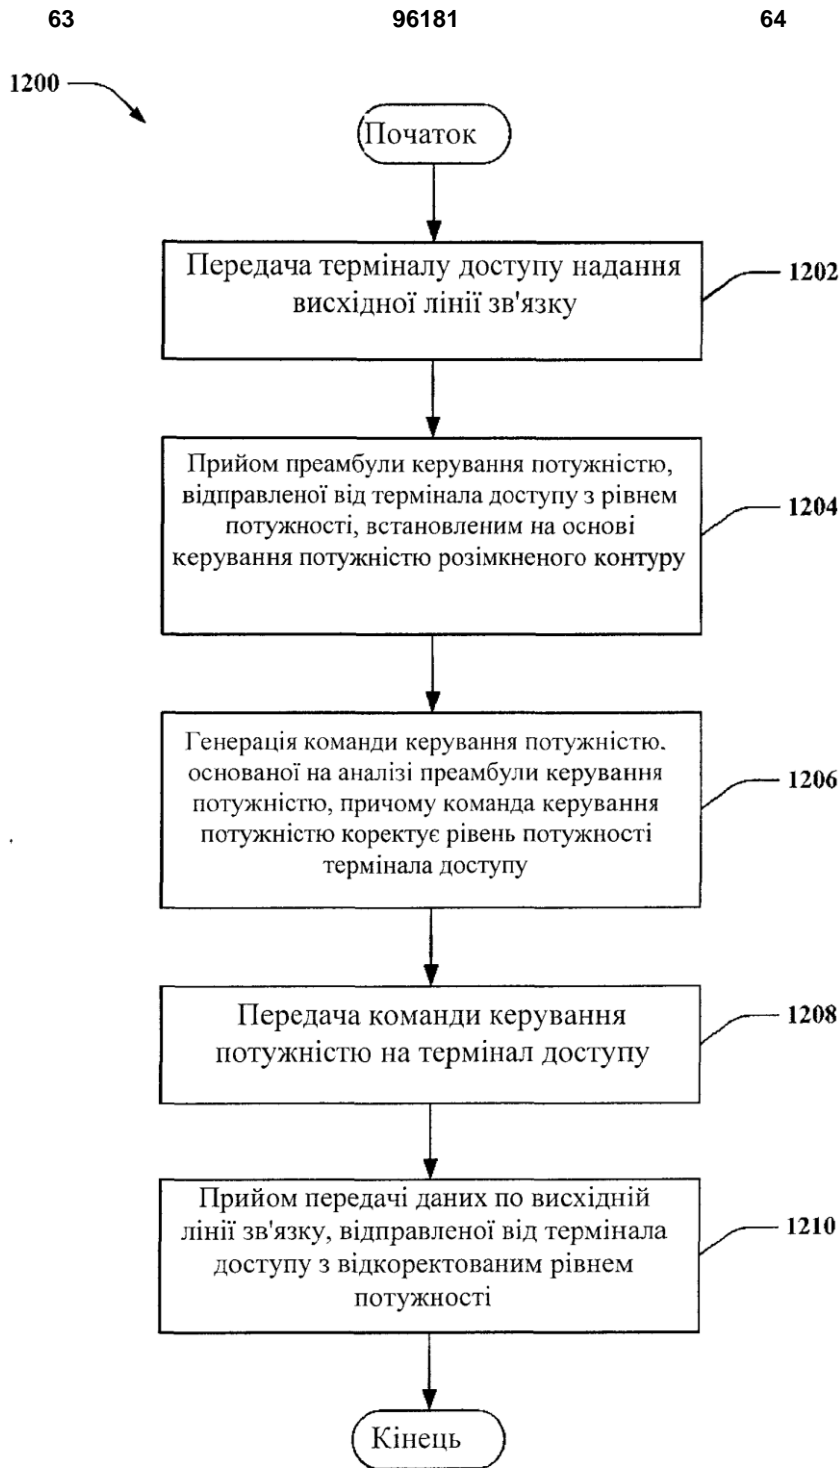 63 96181 64
1200
Початок
Передача терміналу доступу надання
висхідної лінії зв'язку
1202
Прийом преамбули керування потужністю,
відправленої від термінала доступу з рівнем
потужності, встановленим на основі
керування потужністю розімкненого контуру
1204
Генерація команди керування потужністю,
основаної на аналізі преамбули керування
потужністю, причому команда керування
потужністю коректує рівень потужності
термінала доступу
1206
Передача команди керування
потужністю на термінал доступу
1208
Прийом передачі даних по висхідній
лінії зв'язку, відправленої від термінала
доступу з відкоректованим рівнем
потужності
1210
Кінець